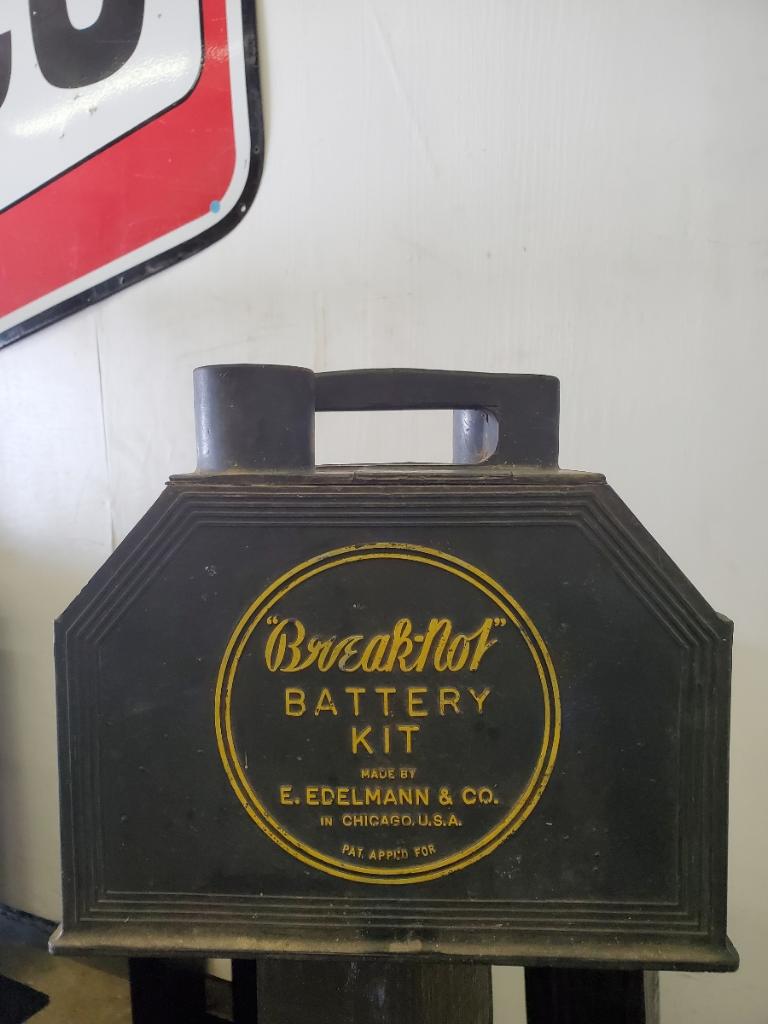 "Break-Not"
BATTERY
KIT
MADE BY
E. EDELMANN & CO.
IN CHICAGO, U.S.A.
PAT. APPL'D FOR